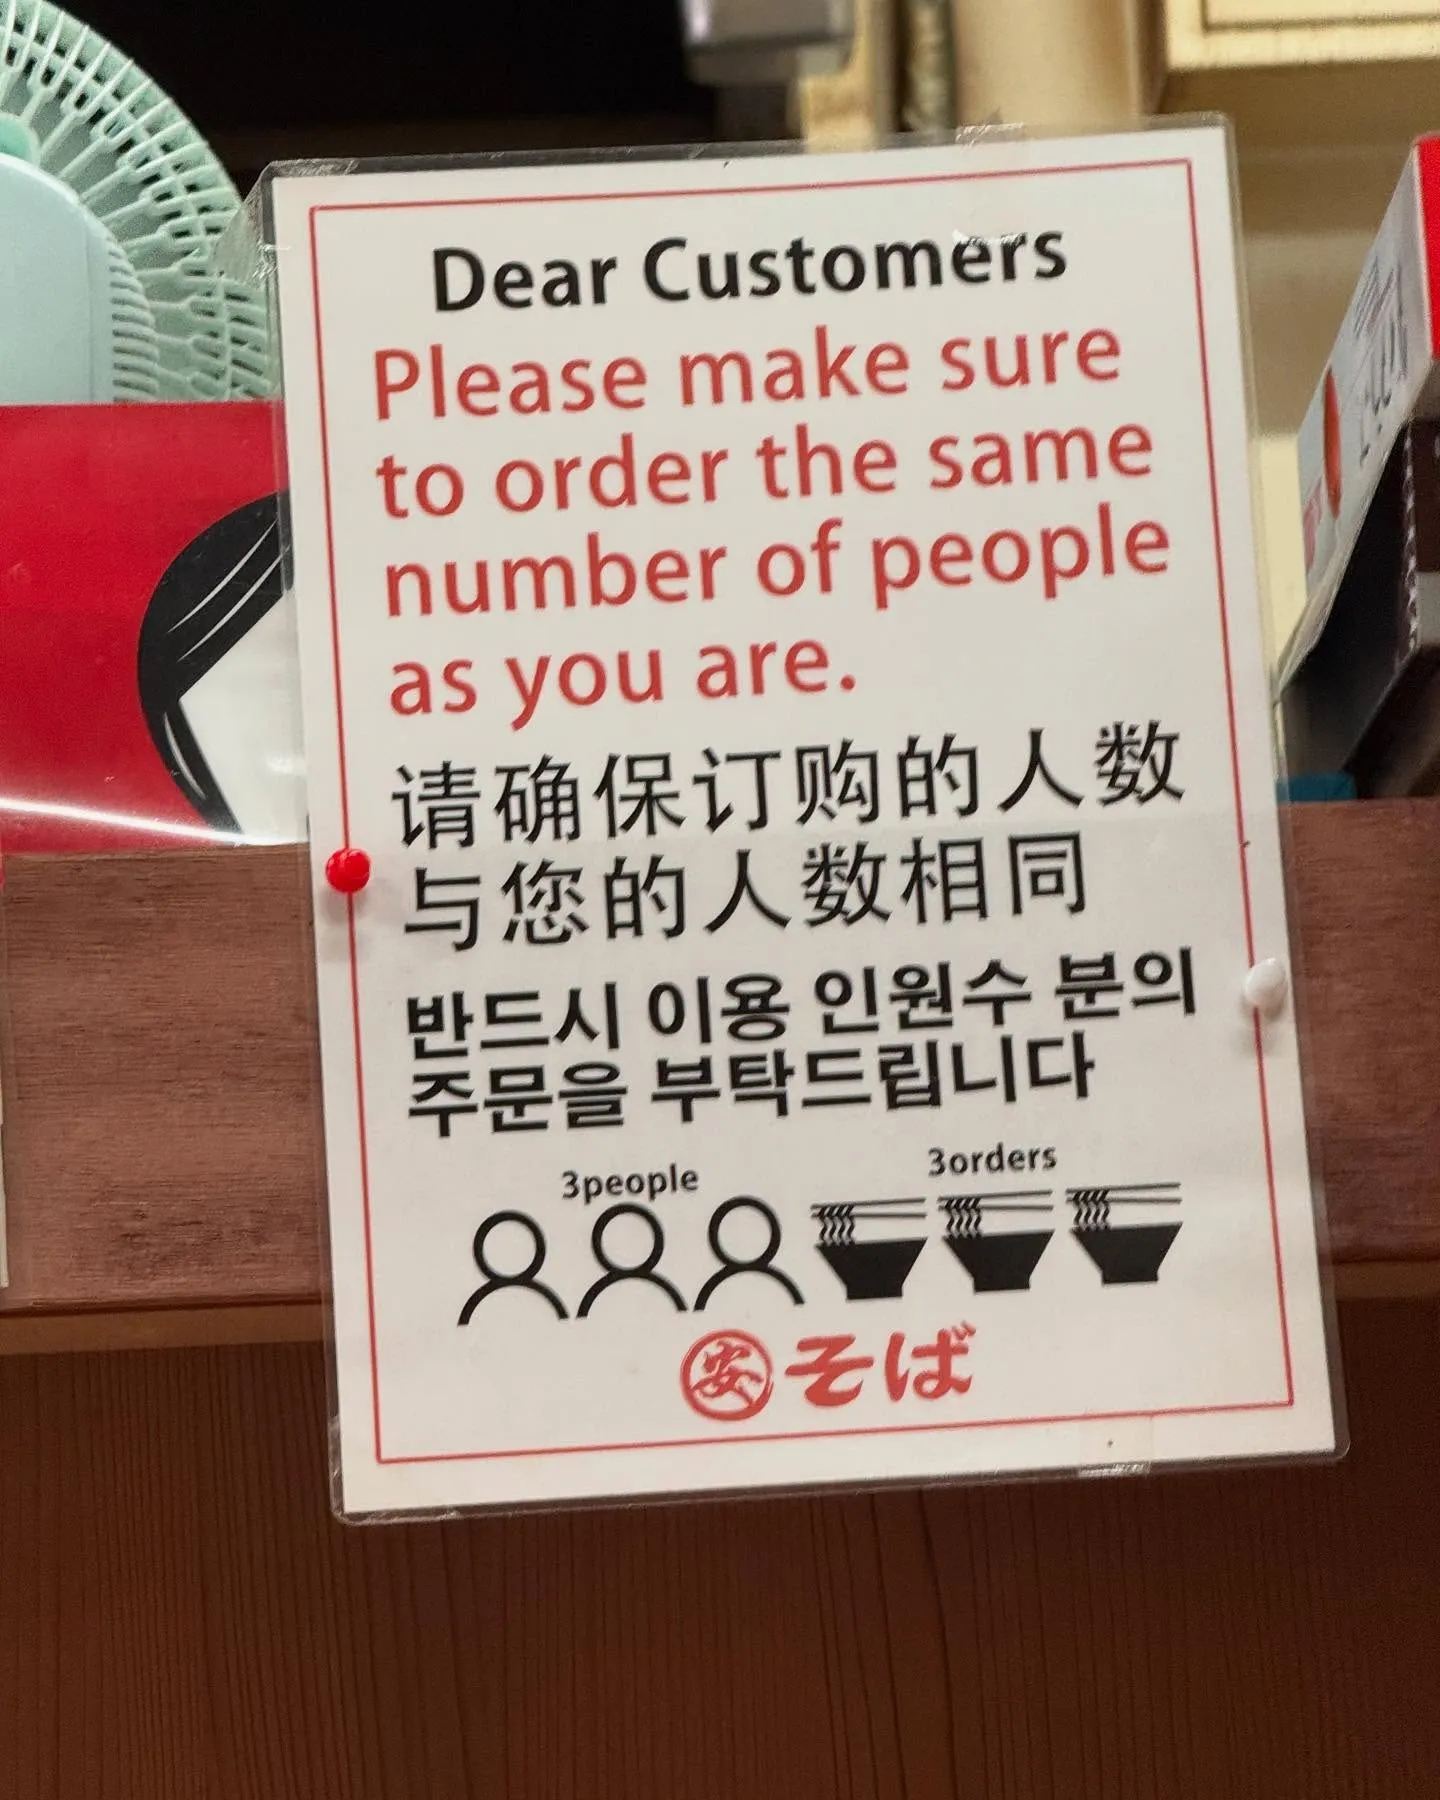 Dear Customers
Please make sure
to order the same
number of people
as you are.
请确保订购的人数
与您的人数相同
반드시 이용 인원수 분의
주문을 부탁드립니다
3people 3orders
安そば